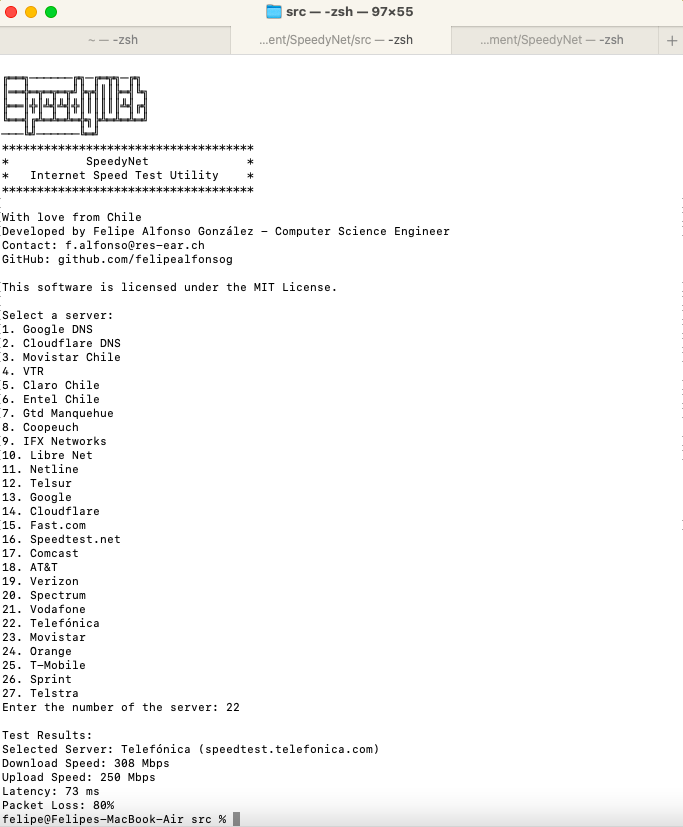 src — -zsh — 97×55
~ — -zsh
...ent/SpeedyNet/src — -zsh
...ment/SpeedyNet — -zsh
+
************************************
* SpeedyNet *
* Internet Speed Test Utility *
************************************
With love from Chile
Developed by Felipe Alfonso González - Computer Science Engineer
Contact: f.alfonso@res-ear.ch
GitHub: github.com/felipealfonsog
This software is licensed under the MIT License.
Select a server:
1. Google DNS
2. Cloudflare DNS
3. Movistar Chile
4. VTR
5. Claro Chile
6. Entel Chile
7. Gtd Manquehue
8. Coopeuch
9. IFX Networks
10. Libre Net
11. Netline
12. Telsur
13. Google
14. Cloudflare
15. Fast.com
16. Speedtest.net
17. Comcast
18. AT&T
19. Verizon
20. Spectrum
21. Vodafone
22. Telefónica
23. Movistar
24. Orange
25. T-Mobile
26. Sprint
27. Telstra
Enter the number of the server: 22
Test Results:
Selected Server: Telefónica (speedtest.telefonica.com)
Download Speed: 308 Mbps
Upload Speed: 250 Mbps
Latency: 73 ms
Packet Loss: 80%
felipe@Felipes-MacBook-Air src %